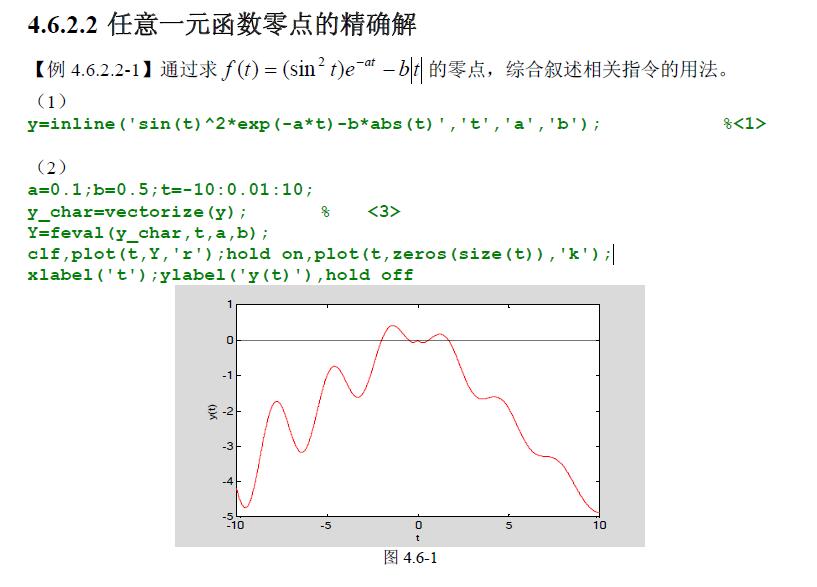 4.6.2.2 任意一元函数零点的精确解
【例 4.6.2.2-1】通过求 f(t) = (sin² t)e^{-at} − b|t| 的零点，综合叙述相关指令的用法。
（1）
y=inline('sin(t)^2*exp(-a*t)-b*abs(t)','t','a','b'); %<1>
（2）
a=0.1;b=0.5;t=-10:0.01:10;
y_char=vectorize(y); % <3>
Y=feval(y_char,t,a,b);
clf,plot(t,Y,'r');hold on,plot(t,zeros(size(t)),'k');
xlabel('t');ylabel('y(t)'),hold off
1
0
-1
-2
y(t)
-3
-4
-5
-10 -5 0 5 10
t
图 4.6-1